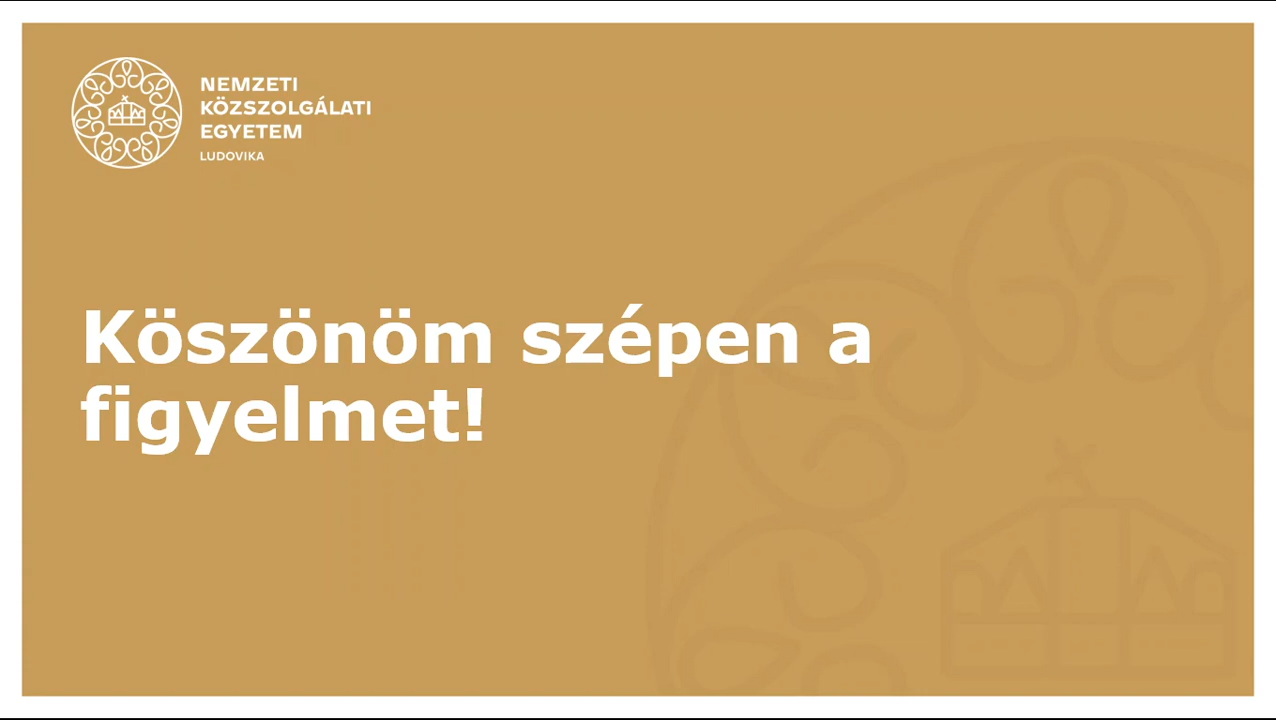 NEMZETI
KÖZSZOLGÁLATI
EGYETEM
LUDOVIKA
Köszönöm szépen a
figyelmet!